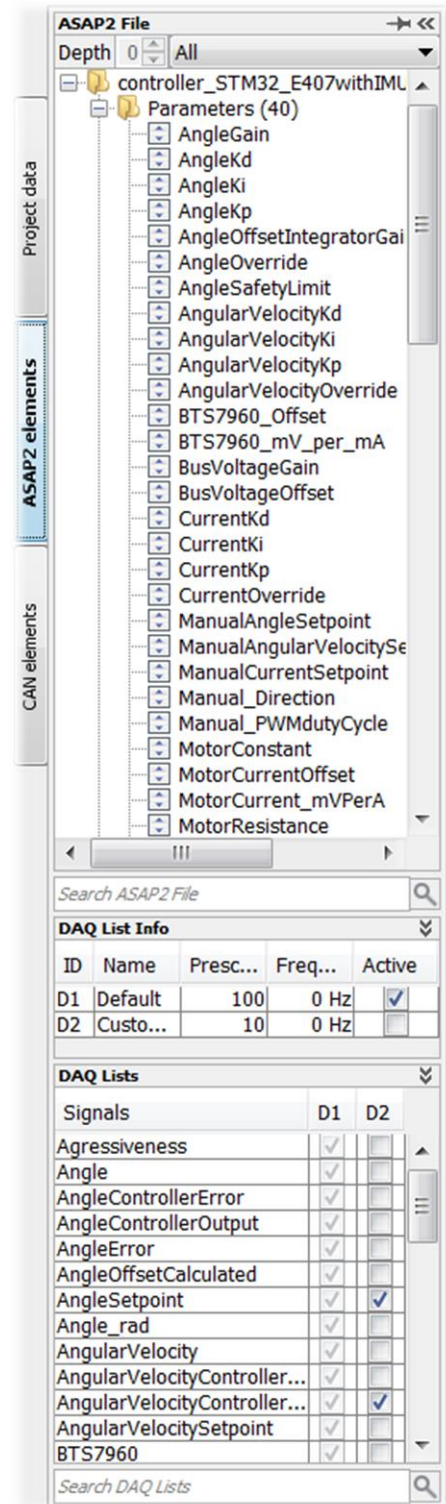 ASAP2 File
Depth 0 All
controller_STM32_E407withIMU
Parameters (40)
AngleGain
AngleKd
AngleKi
AngleKp
AngleOffsetIntegratorGai
AngleOverride
AngleSafetyLimit
AngularVelocityKd
AngularVelocityKi
AngularVelocityKp
AngularVelocityOverride
BTS7960_Offset
BTS7960_mV_per_mA
BusVoltageGain
BusVoltageOffset
CurrentKd
CurrentKi
CurrentKp
CurrentOverride
ManualAngleSetpoint
ManualAngularVelocitySe
ManualCurrentSetpoint
Manual_Direction
Manual_PWMdutyCycle
MotorConstant
MotorCurrentOffset
MotorCurrent_mVPerA
MotorResistance
Search ASAP2 File
DAQ List Info
ID Name Presc... Freq... Active
D1 Default 100 0 Hz
D2 Custo... 10 0 Hz
DAQ Lists
Signals D1 D2
Agressiveness
Angle
AngleControllerError
AngleControllerOutput
AngleError
AngleOffsetCalculated
AngleSetpoint
Angle_rad
AngularVelocity
AngularVelocityController...
AngularVelocityController...
AngularVelocitySetpoint
BTS7960
Search DAQ Lists
Project data
ASAP2 elements
CAN elements